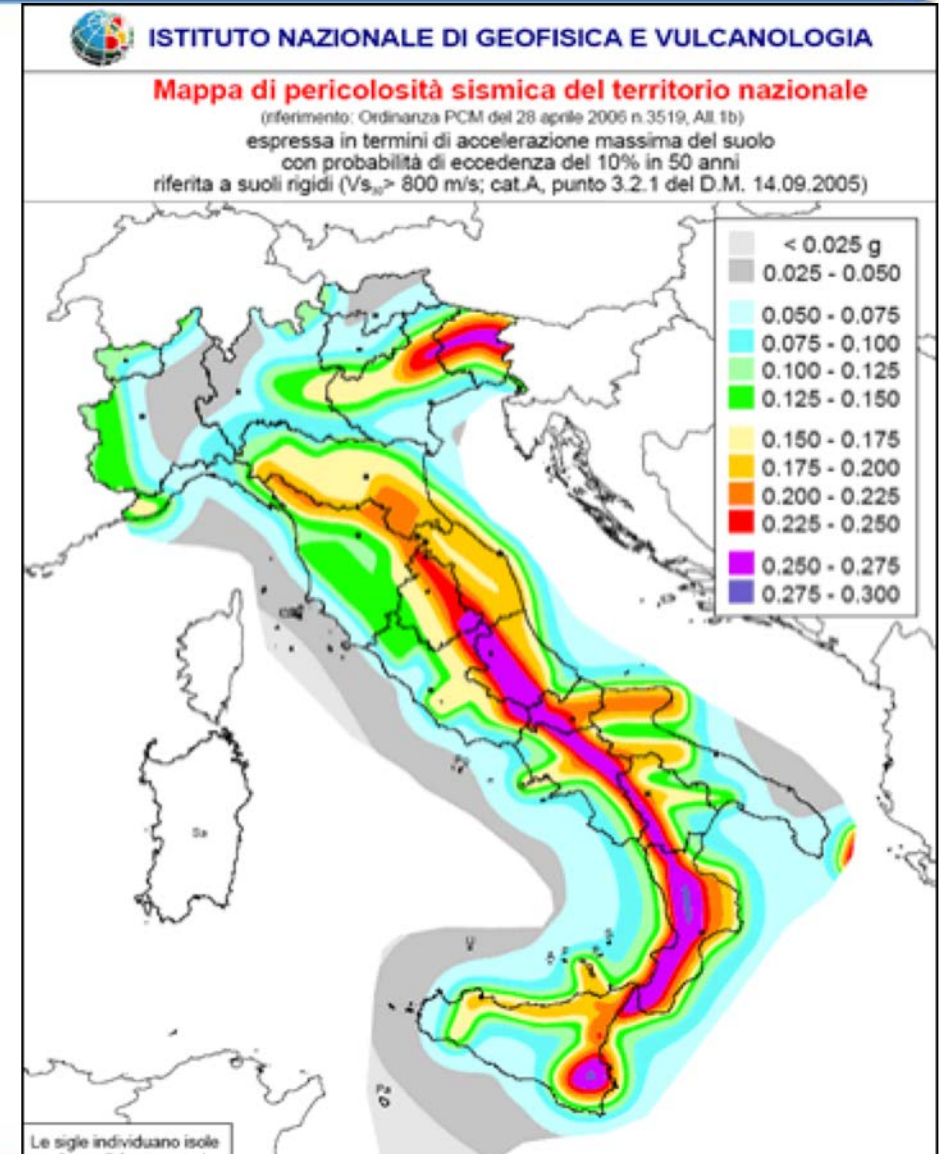 ISTITUTO NAZIONALE DI GEOFISICA E VULCANOLOGIA
Mappa di pericolosità sismica del territorio nazionale
(riferimento: Ordinanza PCM del 28 aprile 2006 n.3519, All.1b)
espressa in termini di accelerazione massima del suolo
con probabilità di eccedenza del 10% in 50 anni
riferita a suoli rigidi (Vs₃₀> 800 m/s; cat.A, punto 3.2.1 del D.M. 14.09.2005)
< 0.025 g
0.025 - 0.050
0.050 - 0.075
0.075 - 0.100
0.100 - 0.125
0.125 - 0.150
0.150 - 0.175
0.175 - 0.200
0.200 - 0.225
0.225 - 0.250
0.250 - 0.275
0.275 - 0.300
Sa
U
Pa
Le sigle individuano isole